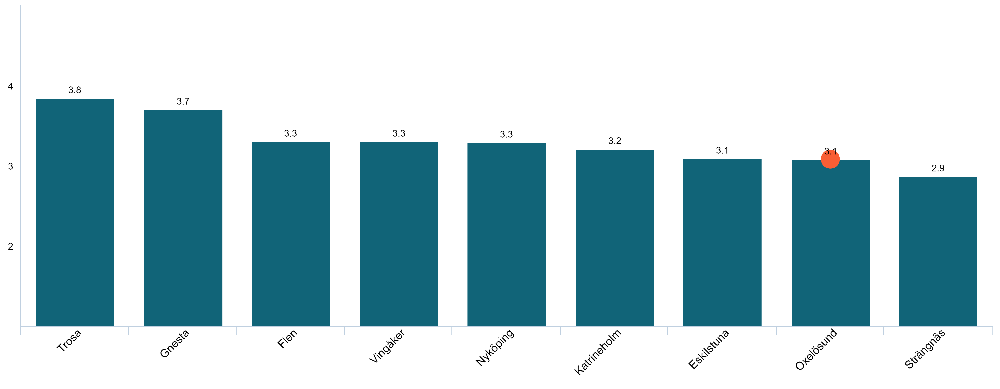 4
3
2
3.8
3.7
3.3
3.3
3.3
3.2
3.1
3.1
2.9
Trosa
Gnesta
Flen
Vingåker
Nyköping
Katrineholm
Eskilstuna
Oxelösund
Strängnäs